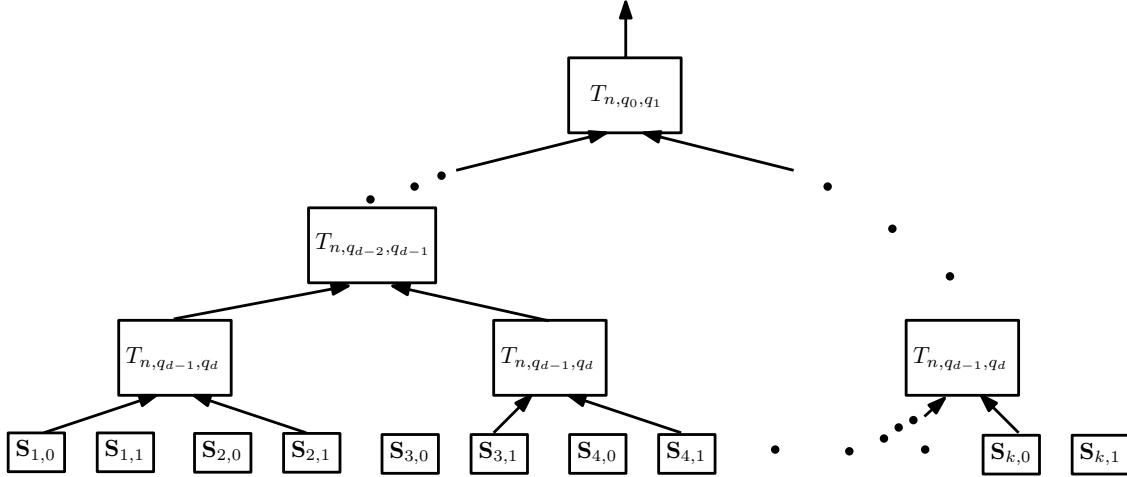 T_{n,q_0,q_1}
T_{n,q_{d-2},q_{d-1}}
T_{n,q_{d-1},q_d} T_{n,q_{d-1},q_d} T_{n,q_{d-1},q_d}
S_{1,0} S_{1,1} S_{2,0} S_{2,1} S_{3,0} S_{3,1} S_{4,0} S_{4,1} S_{k,0} S_{k,1}